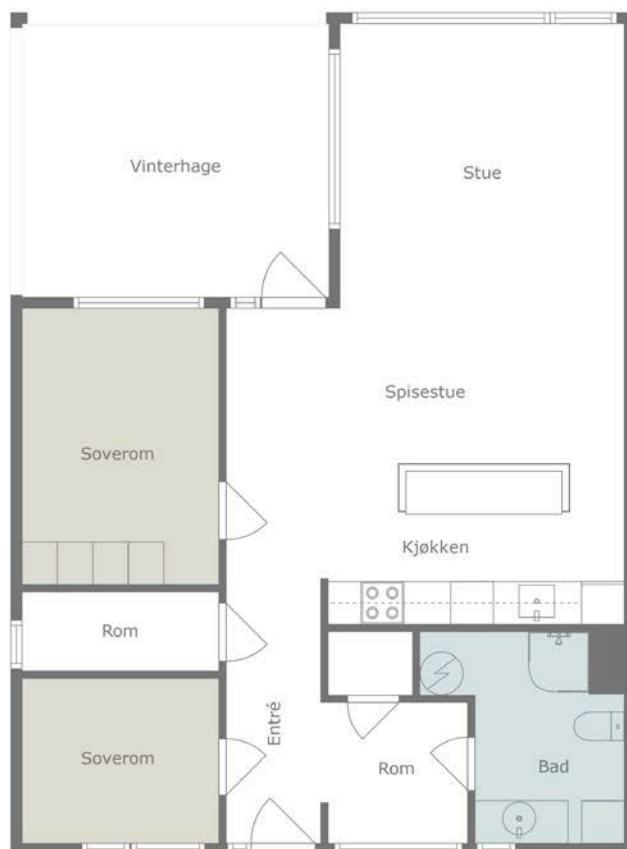 Vinterhage
Stue
Spisestue
Soverom
Kjøkken
Rom
Entré
Soverom
Rom
Bad